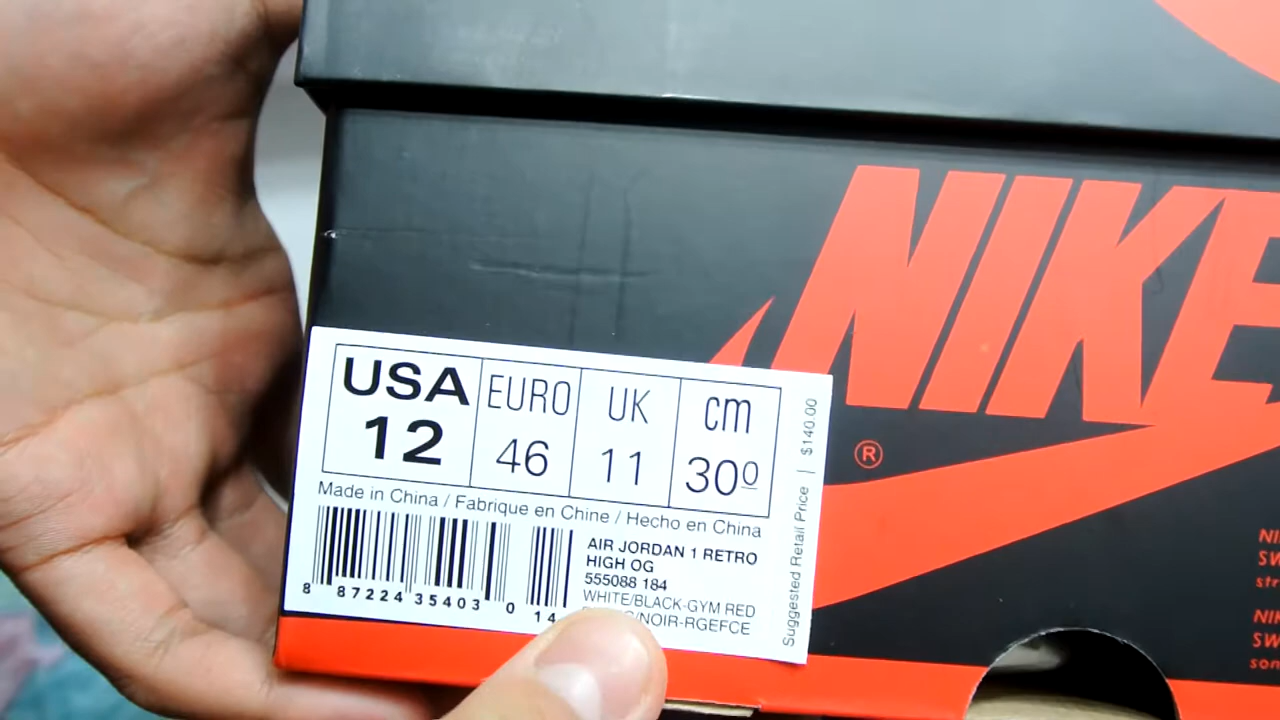 NIKE
®
USA EURO UK cm
12 46 11 30⁰
Suggested Retail Price | $140.00
Made in China / Fabrique en Chine / Hecho en China
AIR JORDAN 1 RETRO
HIGH OG
555088 184
WHITE/BLACK-GYM RED
/NOIR-RGEFCE
8 87224 35403 0 14